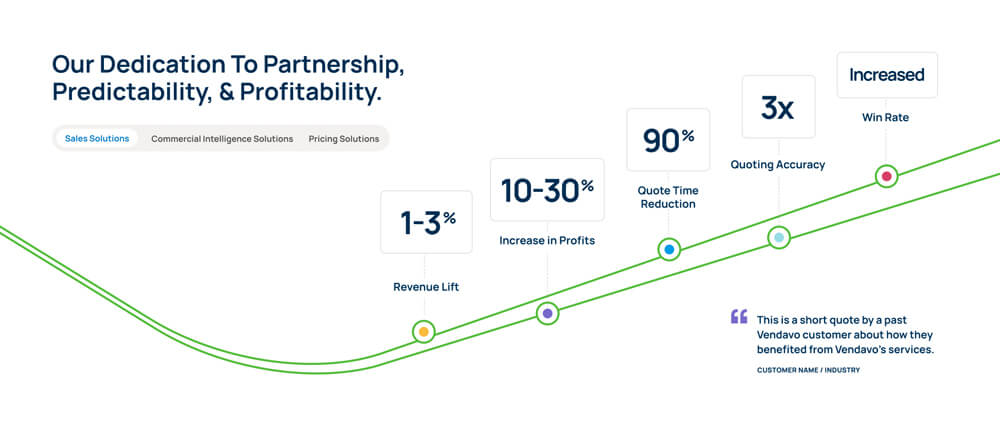 Our Dedication To Partnership,
Predictability, & Profitability.
Sales Solutions
Commercial Intelligence Solutions
Pricing Solutions
1-3%
Revenue Lift
10-30%
Increase in Profits
90%
Quote Time
Reduction
3x
Quoting Accuracy
Increased
Win Rate
“ This is a short quote by a past
Vendavo customer about how they
benefited from Vendavo's services.
CUSTOMER NAME / INDUSTRY